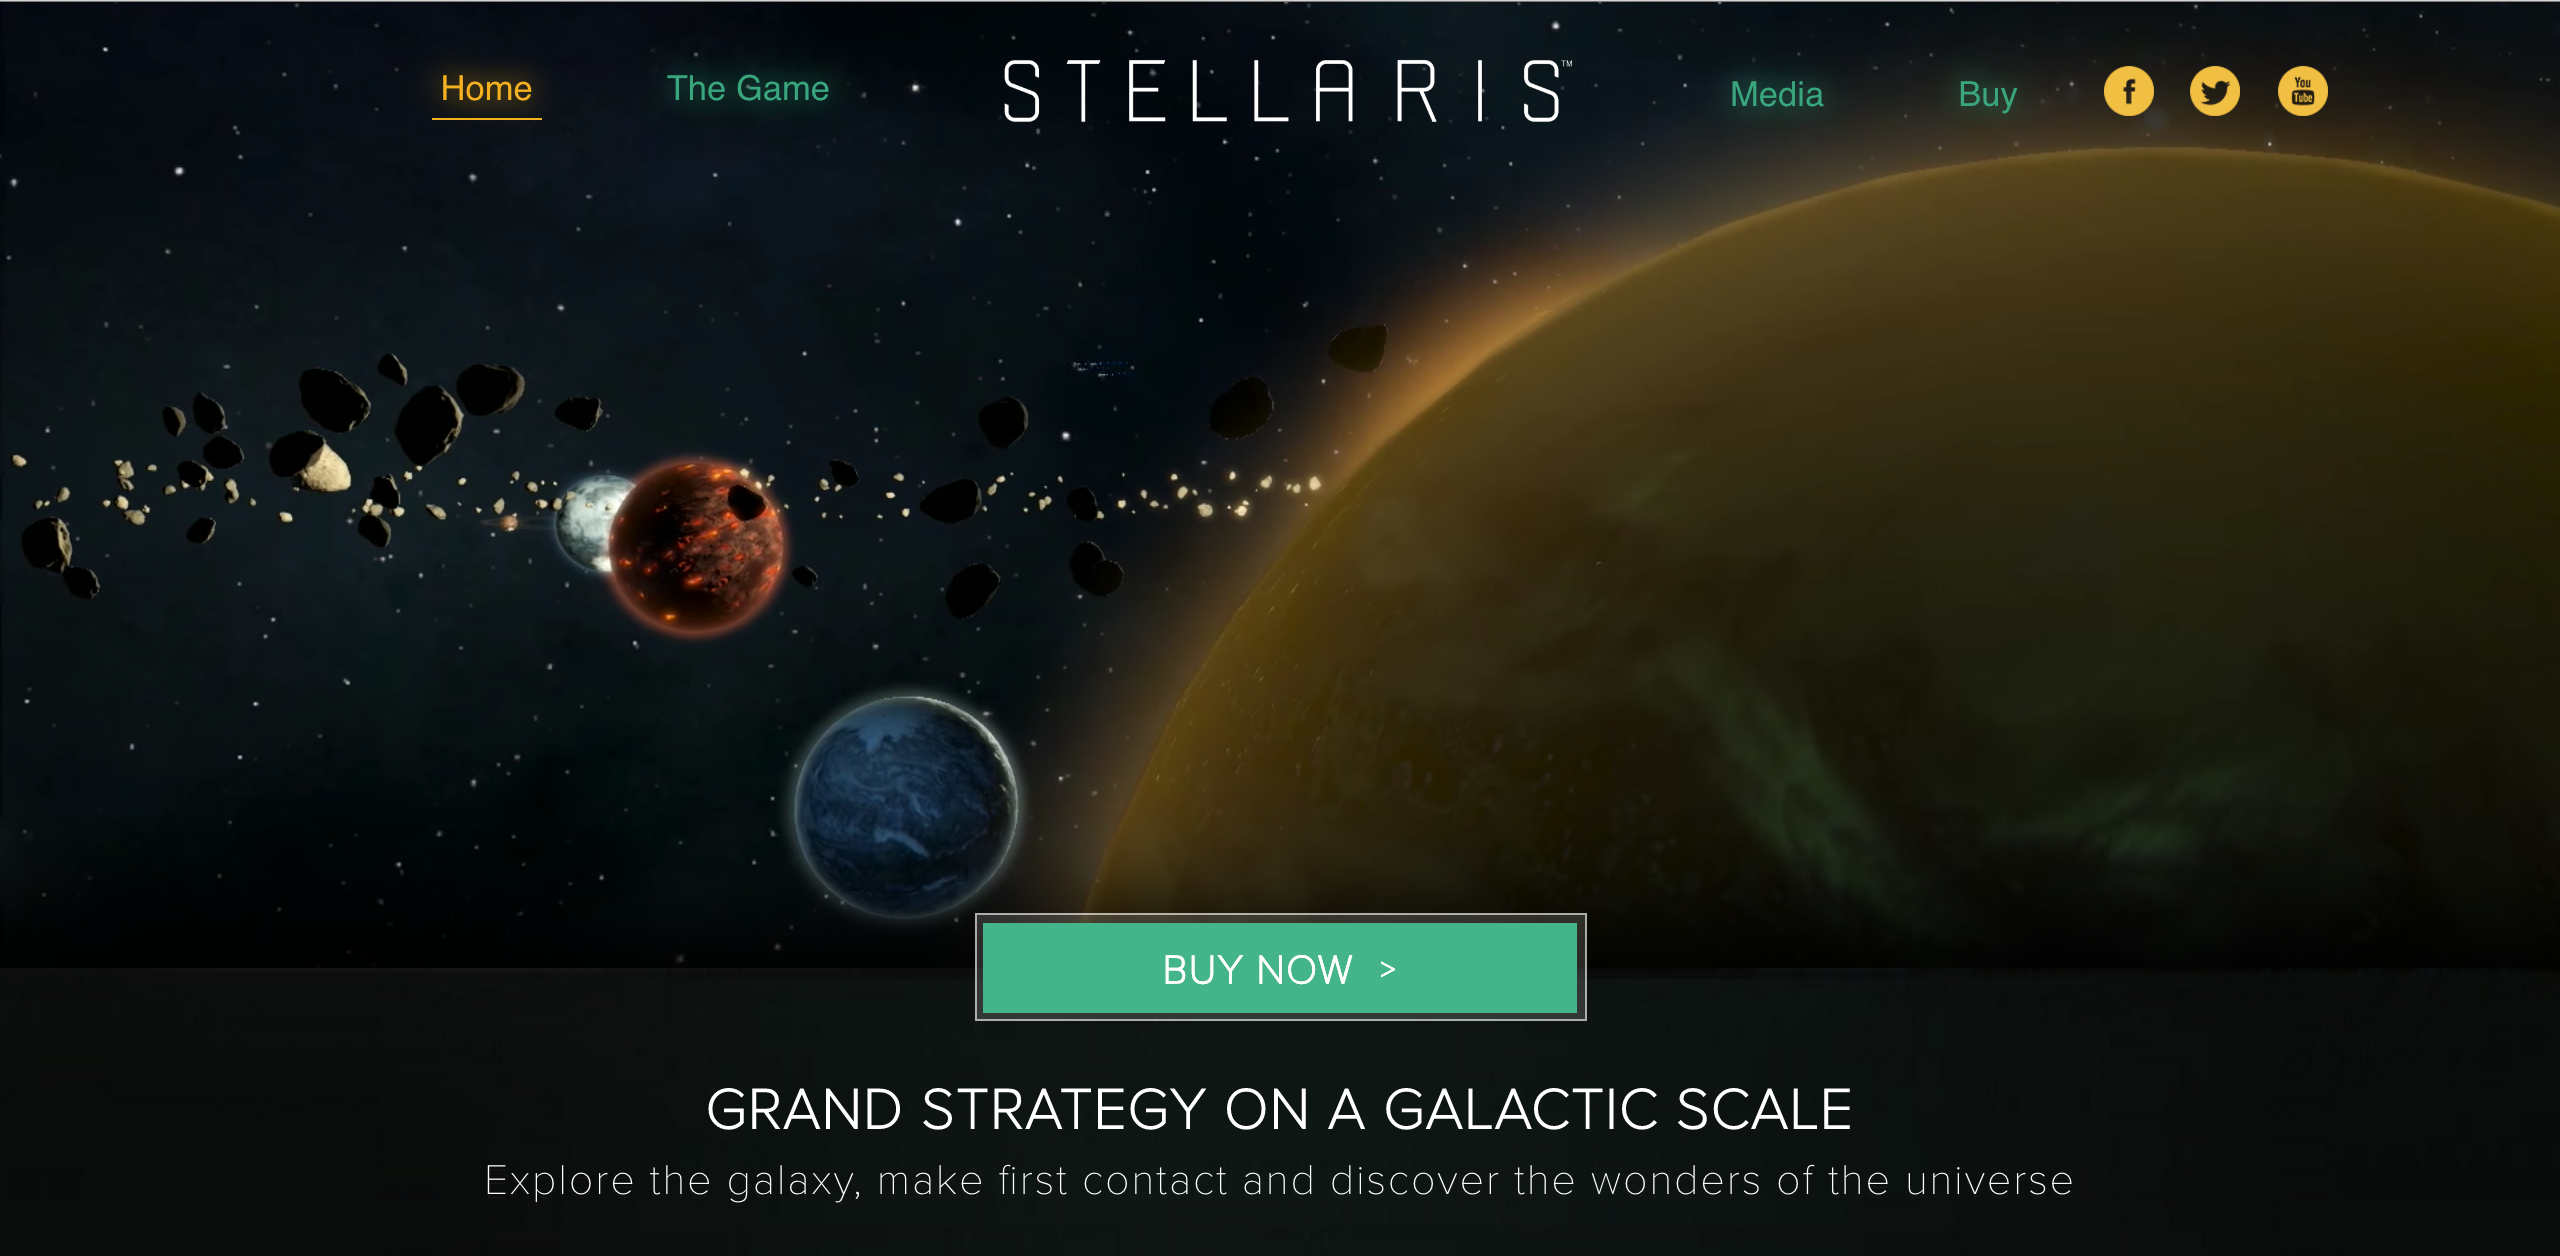 Home
The Game
STELLARIS™
Media
Buy
f
You
Tube
BUY NOW >
GRAND STRATEGY ON A GALACTIC SCALE
Explore the galaxy, make first contact and discover the wonders of the universe